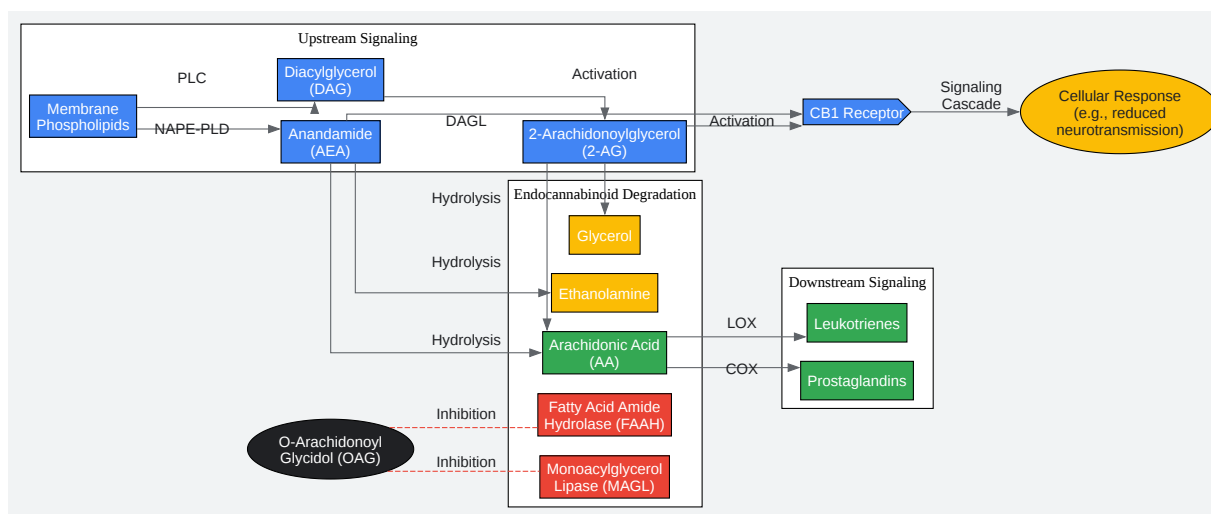 Upstream Signaling
PLC
Diacylglycerol
(DAG)
Activation
Membrane
Phospholipids
NAPE-PLD
Anandamide
(AEA)
DAGL
2-Arachidonoylglycerol
(2-AG)
Activation
CB1 Receptor
Signaling
Cascade
Cellular Response
(e.g., reduced
neurotransmission)
Hydrolysis
Endocannabinoid Degradation
Glycerol
Hydrolysis
Ethanolamine
Hydrolysis
Arachidonic Acid
(AA)
LOX
COX
Downstream Signaling
Leukotrienes
Prostaglandins
O-Arachidonoyl
Glycidol (OAG)
Inhibition
Inhibition
Fatty Acid Amide
Hydrolase (FAAH)
Monoacylglycerol
Lipase (MAGL)